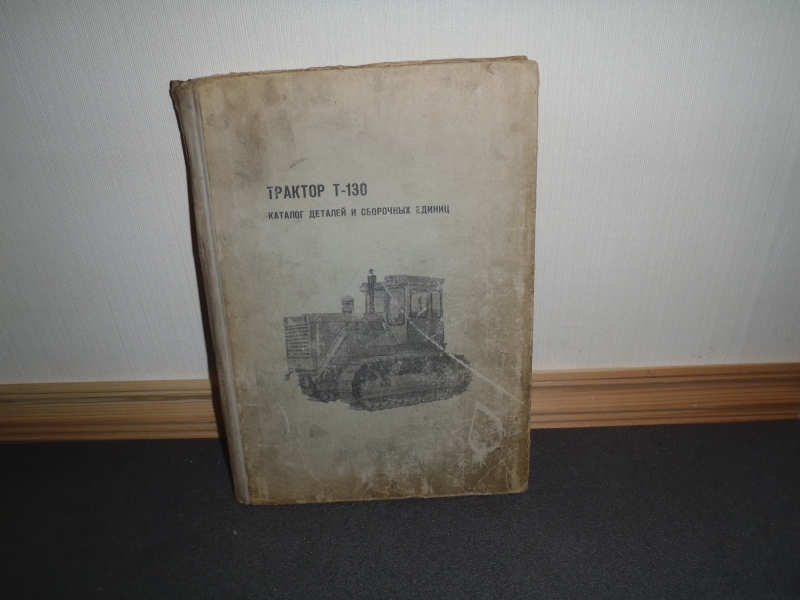 ТРАКТОР Т-130
КАТАЛОГ ДЕТАЛЕЙ И СБОРОЧНЫХ ЕДИНИЦ